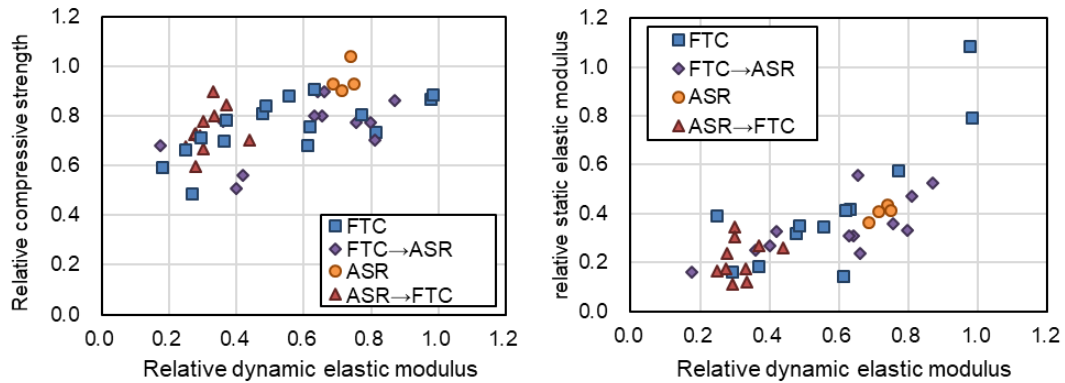 Relative compressive strength
1.2
1.0
0.8
0.6
0.4
0.2
0.0
FTC
FTC→ASR
ASR
ASR→FTC
0.0 0.2 0.4 0.6 0.8 1.0 1.2
Relative dynamic elastic modulus
relative static elastic modulus
1.2
1.0
0.8
0.6
0.4
0.2
0.0
FTC
FTC→ASR
ASR
ASR→FTC
0.0 0.2 0.4 0.6 0.8 1.0 1.2
Relative dynamic elastic modulus